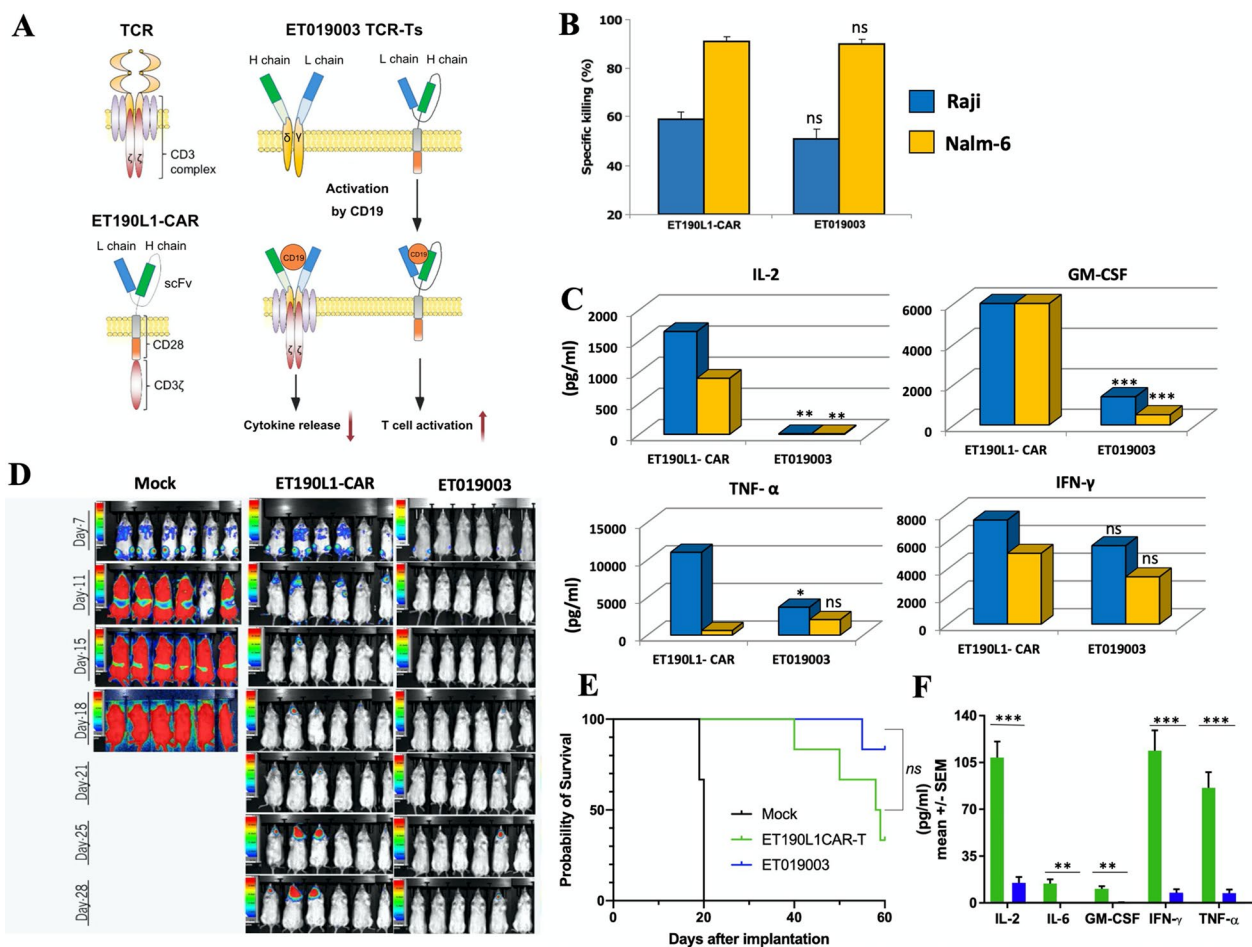 A
TCR
CD3
complex
ζ ζ
ET190L1-CAR
L chain H chain
scFv
CD28
CD3ζ
ET019003 TCR-Ts
H chain L chain
L chain H chain
δ γ
Activation
by CD19
CD19
CD19
ζ ζ
Cytokine release
T cell activation
B
Specific killing (%)
100
80
60
40
20
ns
ns
ET190L1-CAR
ET019003
Raji
Nalm-6
C
IL-2
(pg/ml)
2000
1500
1000
500
0
** **
ET190L1- CAR
ET019003
GM-CSF
6000
4000
2000
0
***
***
ET190L1- CAR
ET019003
TNF- α
(pg/ml)
15000
10000
5000
0
*
ns
ET190L1- CAR
ET019003
IFN-γ
8000
6000
4000
2000
0
ns
ns
ET190L1- CAR
ET019003
D
Mock
ET190L1-CAR
ET019003
Day-7
Day-11
Day-15
Day-18
Day-21
Day-25
Day-28
E
Probability of Survival
100
50
0
0
20
40
60
Days after implantation
Mock
ET190L1CAR-T
ET019003
ns
F
(pg/ml)
mean +/- SEM
140
105
70
35
0
***
**
**
***
***
IL-2
IL-6
GM-CSF
IFN-γ
TNF-α